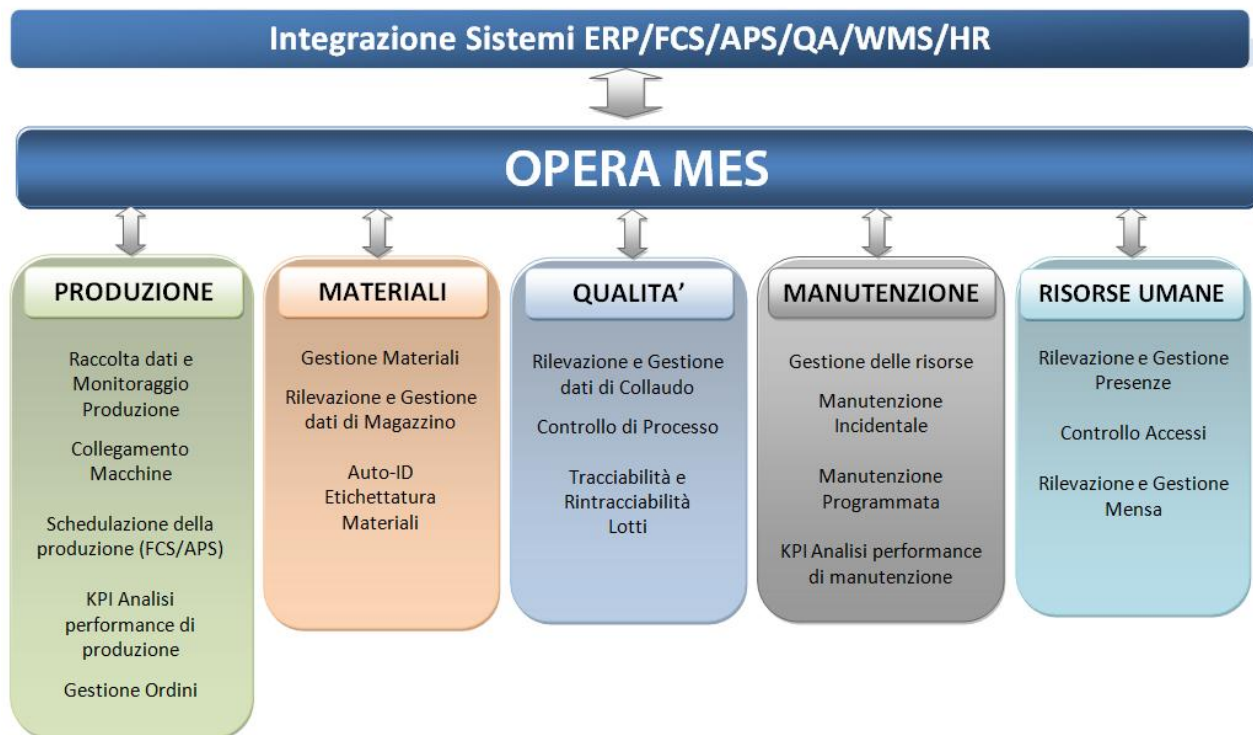 Integrazione Sistemi ERP/FCS/APS/QA/WMS/HR
OPERA MES
PRODUZIONE
Raccolta dati e
Monitoraggio
Produzione
Collegamento
Macchine
Schedulazione della
produzione (FCS/APS)
KPI Analisi
performance di
produzione
Gestione Ordini
MATERIALI
Gestione Materiali
Rilevazione e Gestione
dati di Magazzino
Auto-ID
Etichettatura
Materiali
QUALITA’
Rilevazione e Gestione
dati di Collaudo
Controllo di Processo
Tracciabilità e
Rintracciabilità
Lotti
MANUTENZIONE
Gestione delle risorse
Manutenzione
Incidentale
Manutenzione
Programmata
KPI Analisi performance
di manutenzione
RISORSE UMANE
Rilevazione e Gestione
Presenze
Controllo Accessi
Rilevazione e Gestione
Mensa